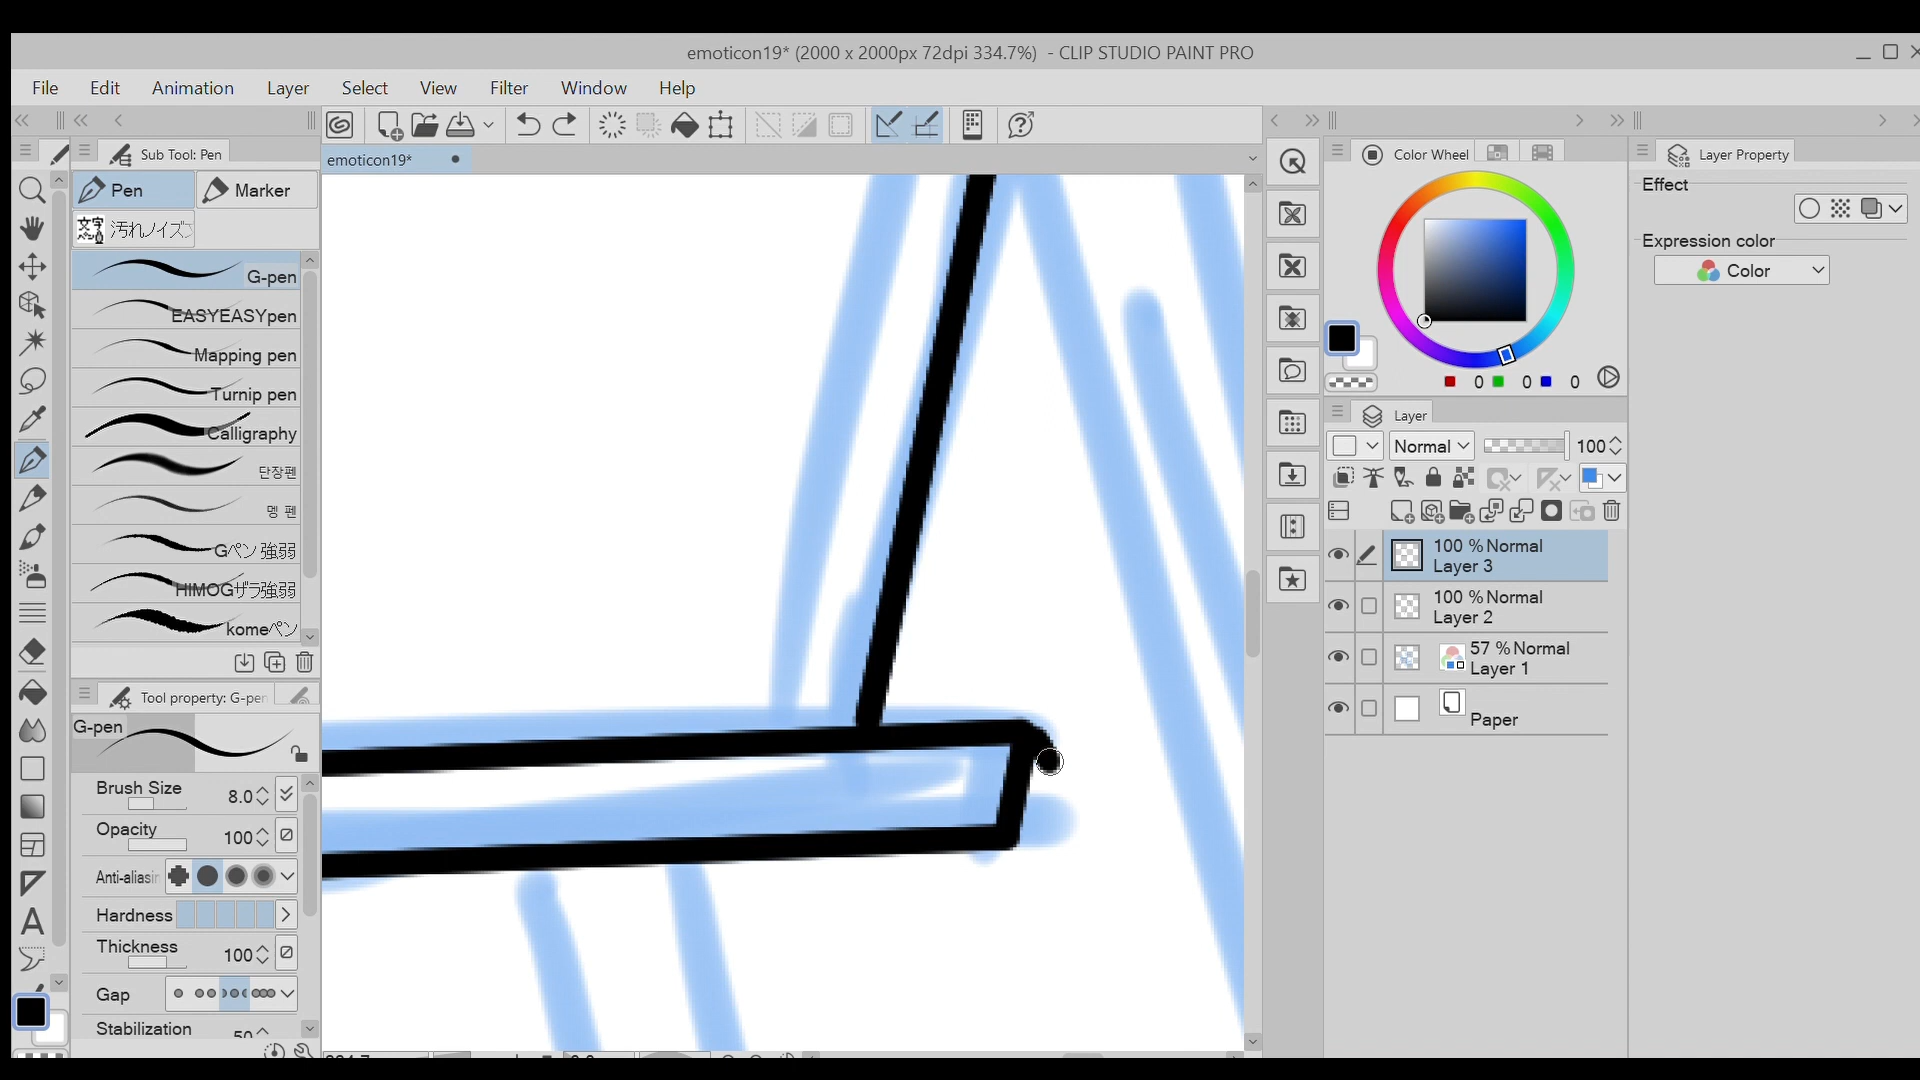 emoticon19* (2000 x 2000px 72dpi 334.7%) - CLIP STUDIO PAINT PRO
File Edit Animation Layer Select View Filter Window Help
emoticon19*
Sub Tool: Pen
Pen
Marker
G-pen
EASYEASYpen
Mapping pen
Turnip pen
Calligraphy
단장펜
멩 펜
Gペン 強弱
HIMOGザラ強弱
komeペン
Tool property: G-pen
G-pen
Brush Size 8.0
Opacity 100
Anti-aliasin
Hardness
Thickness 100
Gap
Stabilization
Color Wheel
0 0 0
Layer
Normal 100
100 % Normal
Layer 3
100 % Normal
Layer 2
57 % Normal
Layer 1
Paper
Layer Property
Effect
Expression color
Color